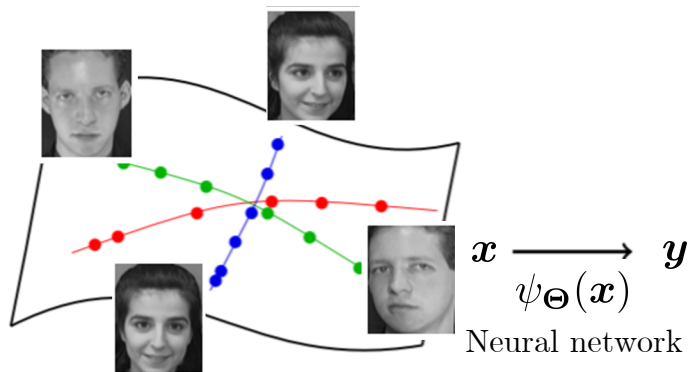 𝒙 ⟶ 𝒚
ψ_𝚯(𝒙)
Neural network